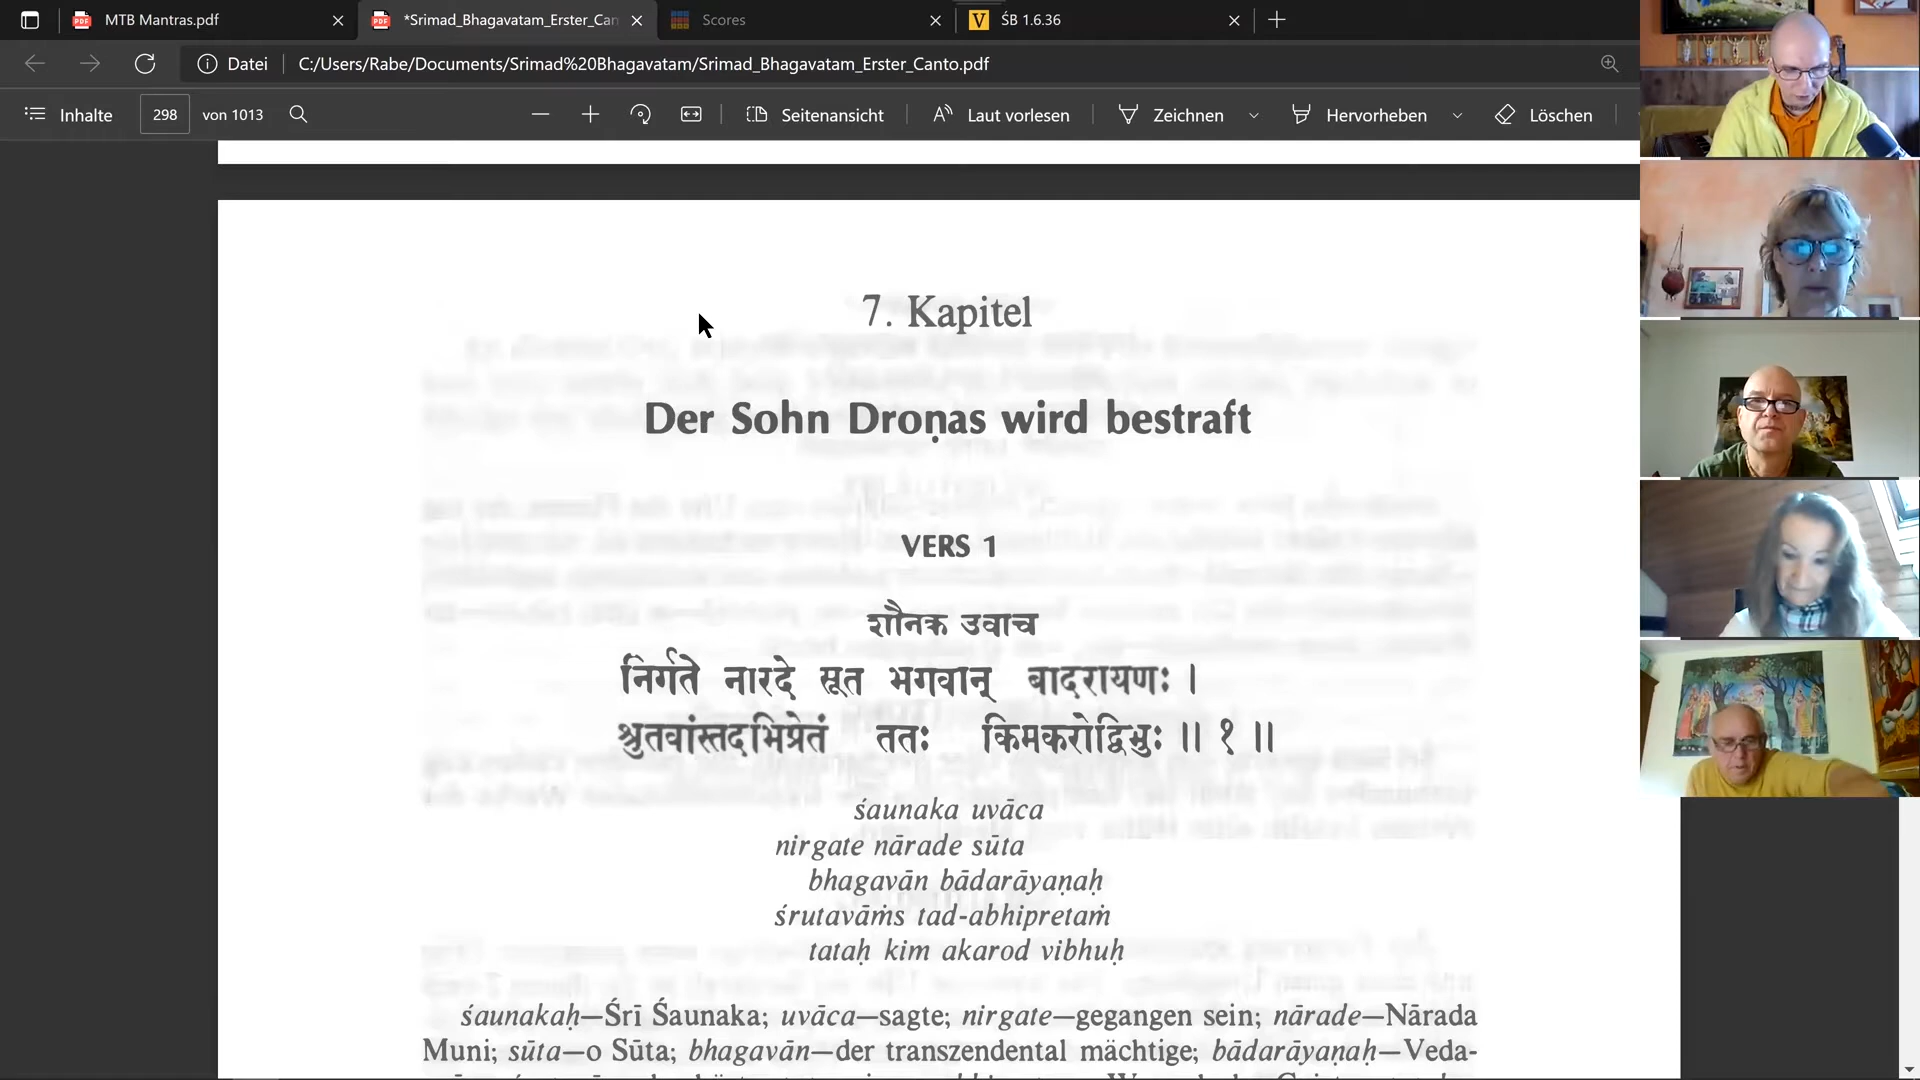 MTB Mantras.pdf
*Srimad_Bhagavatam_Erster_Can
Scores
ŚB 1.6.36
Datei
C:/Users/Rabe/Documents/Srimad%20Bhagavatam/Srimad_Bhagavatam_Erster_Canto.pdf
Inhalte
298 von 1013
Seitenansicht
Laut vorlesen
Zeichnen
Hervorheben
Löschen
7. Kapitel
Der Sohn Droṇas wird bestraft
VERS 1
शौनक उवाच
निर्गते नारदे सूत भगवान् बादरायणः ।
श्रुतवांस्तदभिप्रेतं ततः किमकरोद्विभुः ॥ १ ॥
śaunaka uvāca
nirgate nārade sūta
bhagavān bādarāyaṇaḥ
śrutavāṁs tad-abhipretaṁ
tataḥ kim akarod vibhuḥ
śaunakaḥ—Śrī Śaunaka; uvāca—sagte; nirgate—gegangen sein; nārade—Nārada
Muni; sūta—o Sūta; bhagavān—der transzendental mächtige; bādarāyaṇaḥ—Veda-